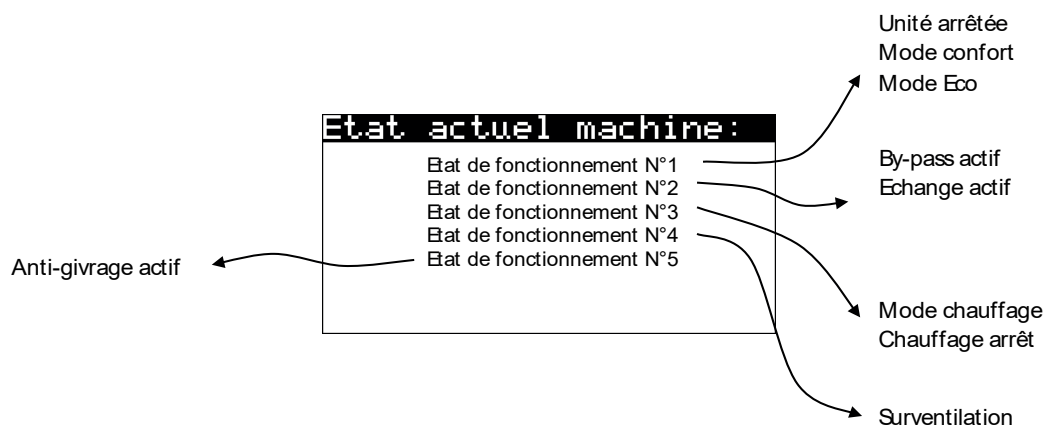 Unité arrêtée
Mode confort
Mode Eco
Etat actuel machine:
Etat de fonctionnement N°1
Etat de fonctionnement N°2
Etat de fonctionnement N°3
Etat de fonctionnement N°4
Etat de fonctionnement N°5
By-pass actif
Echange actif
Anti-givrage actif
Mode chauffage
Chauffage arrêt
Surventilation